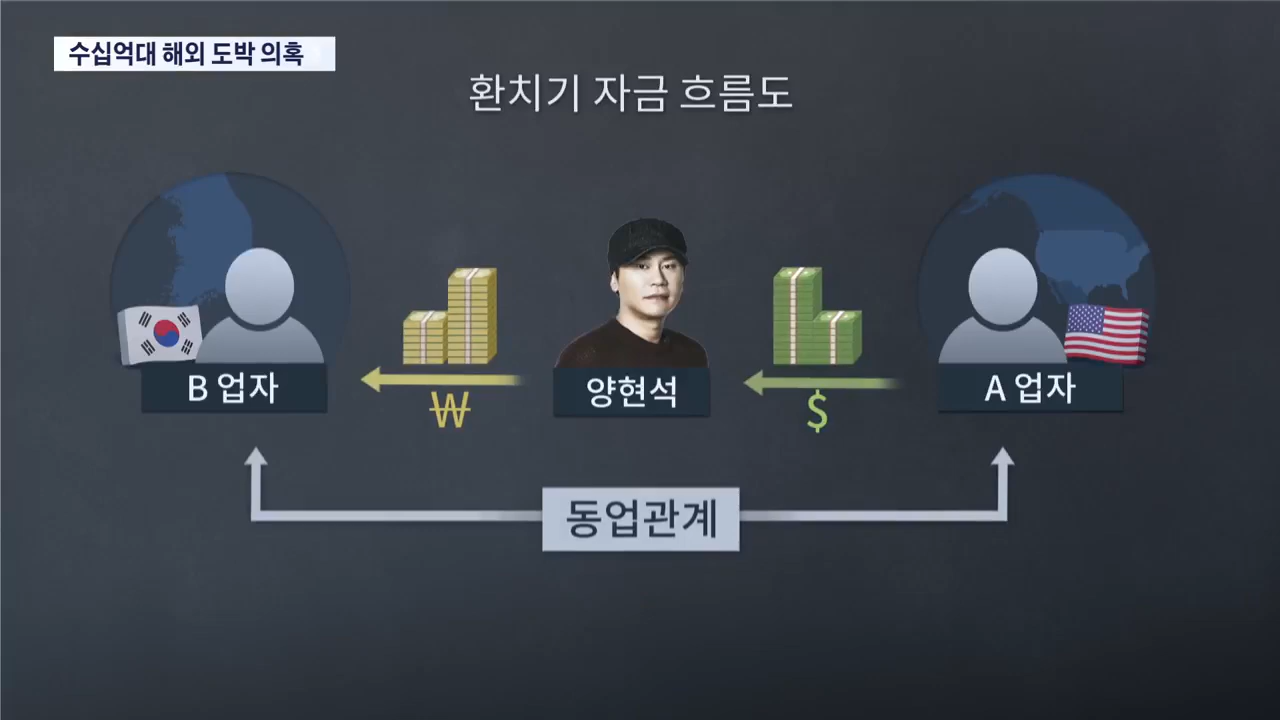 수십억대 해외 도박 의혹
환치기 자금 흐름도
B 업자
₩
양현석
$
A 업자
동업관계